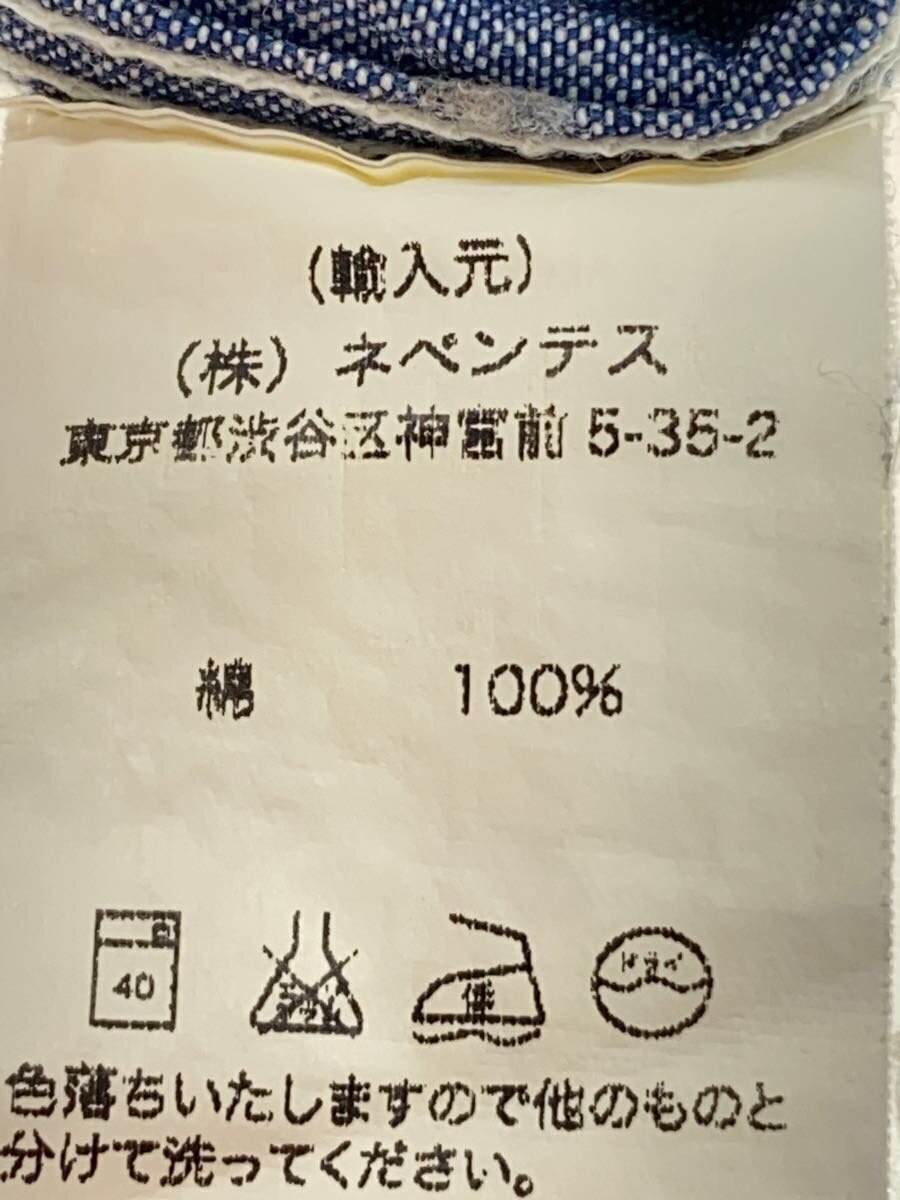 (輸入元)
(株) ネペンテス
東京都渋谷区神宮前 5-35-2
綿 100%
40 低 ドライ
色落ちいたしますので他のものと
分けて洗ってください。